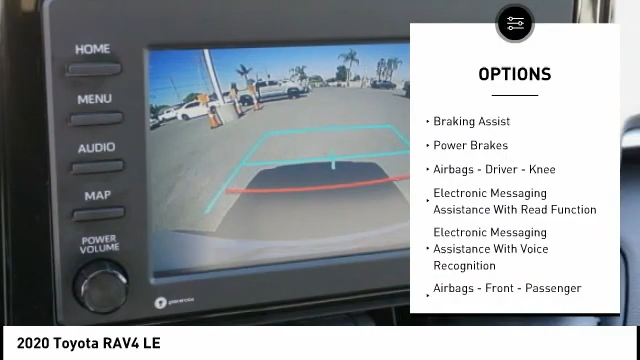 HOME
MENU
AUDIO
MAP
POWER
VOLUME
OPTIONS
Braking Assist
Power Brakes
Airbags - Driver - Knee
Electronic Messaging
Assistance With Read Function
Electronic Messaging
Assistance With Voice
Recognition
Airbags - Front - Passenger
2020 Toyota RAV4 LE